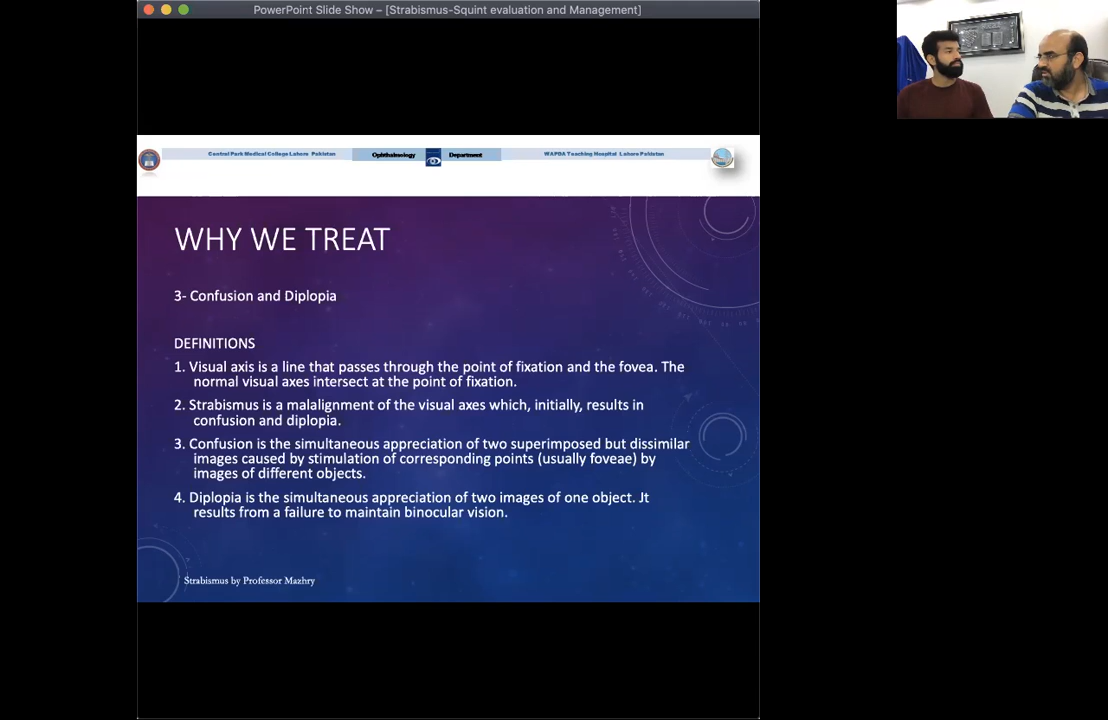 PowerPoint Slide Show – [Strabismus-Squint evaluation and Management]
Central Park Medical College Lahore Pakistan
Ophthalmology Department
WAPDA Teaching Hospital Lahore Pakistan
WHY WE TREAT
3- Confusion and Diplopia
DEFINITIONS
1. Visual axis is a line that passes through the point of fixation and the fovea. The
normal visual axes intersect at the point of fixation.
2. Strabismus is a malalignment of the visual axes which, initially, results in
confusion and diplopia.
3. Confusion is the simultaneous appreciation of two superimposed but dissimilar
images caused by stimulation of corresponding points (usually foveae) by
images of different objects.
4. Diplopia is the simultaneous appreciation of two images of one object. Jt
results from a failure to maintain binocular vision.
Strabismus by Professor Mazhry